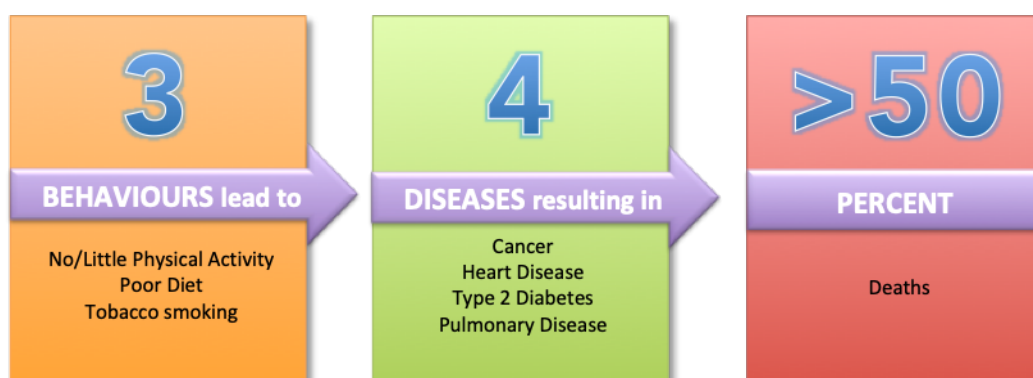 3
BEHAVIOURS lead to
No/Little Physical Activity
Poor Diet
Tobacco smoking
4
DISEASES resulting in
Cancer
Heart Disease
Type 2 Diabetes
Pulmonary Disease
>50
PERCENT
Deaths